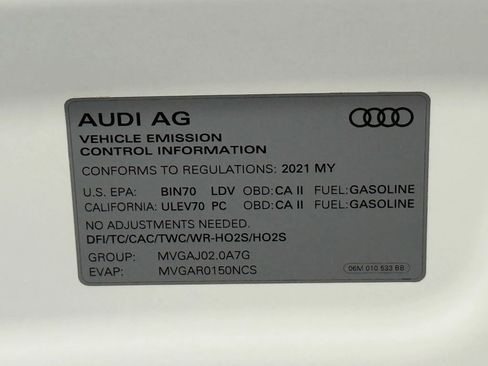 AUDI AG
VEHICLE EMISSION
CONTROL INFORMATION
CONFORMS TO REGULATIONS: 2021 MY
U.S. EPA: BIN70 LDV OBD:CA II FUEL:GASOLINE
CALIFORNIA: ULEV70 PC OBD:CA II FUEL:GASOLINE
NO ADJUSTMENTS NEEDED.
DFI/TC/CAC/TWC/WR-HO2S/HO2S
GROUP: MVGAJ02.0A7G
EVAP: MVGAR0150NCS
06M 010 533 BB